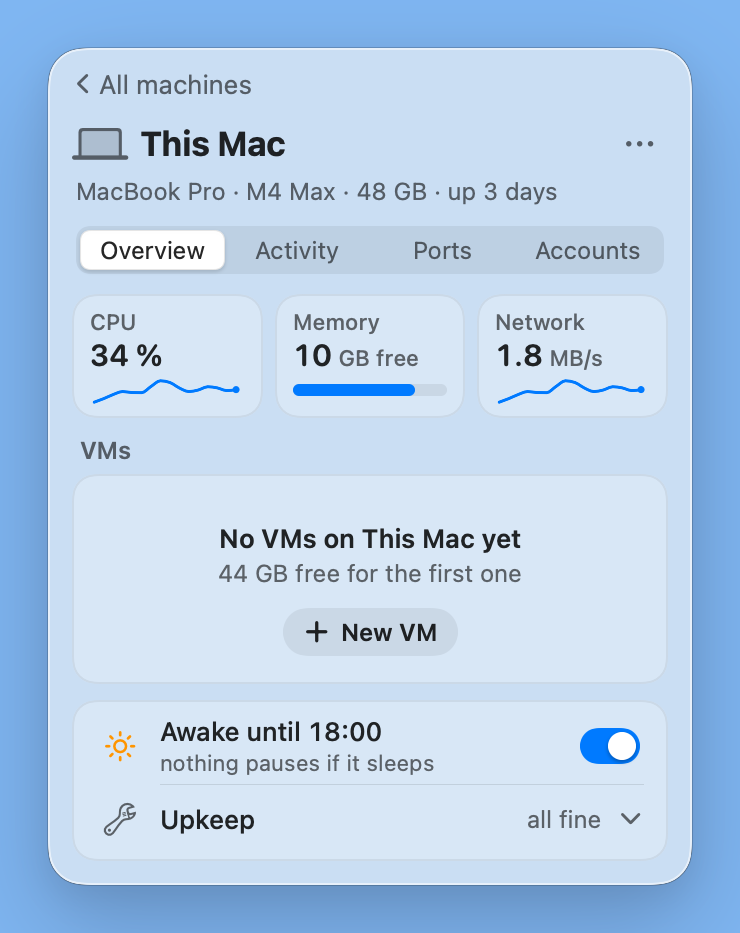 All machines
This Mac
MacBook Pro · M4 Max · 48 GB · up 3 days
Overview Activity Ports Accounts
CPU Memory Network
34 % 10 GB free 1.8 MB/s
VMs
No VMs on This Mac yet
44 GB free for the first one
New VM
Awake until 18:00
nothing pauses if it sleeps
Upkeep all fine